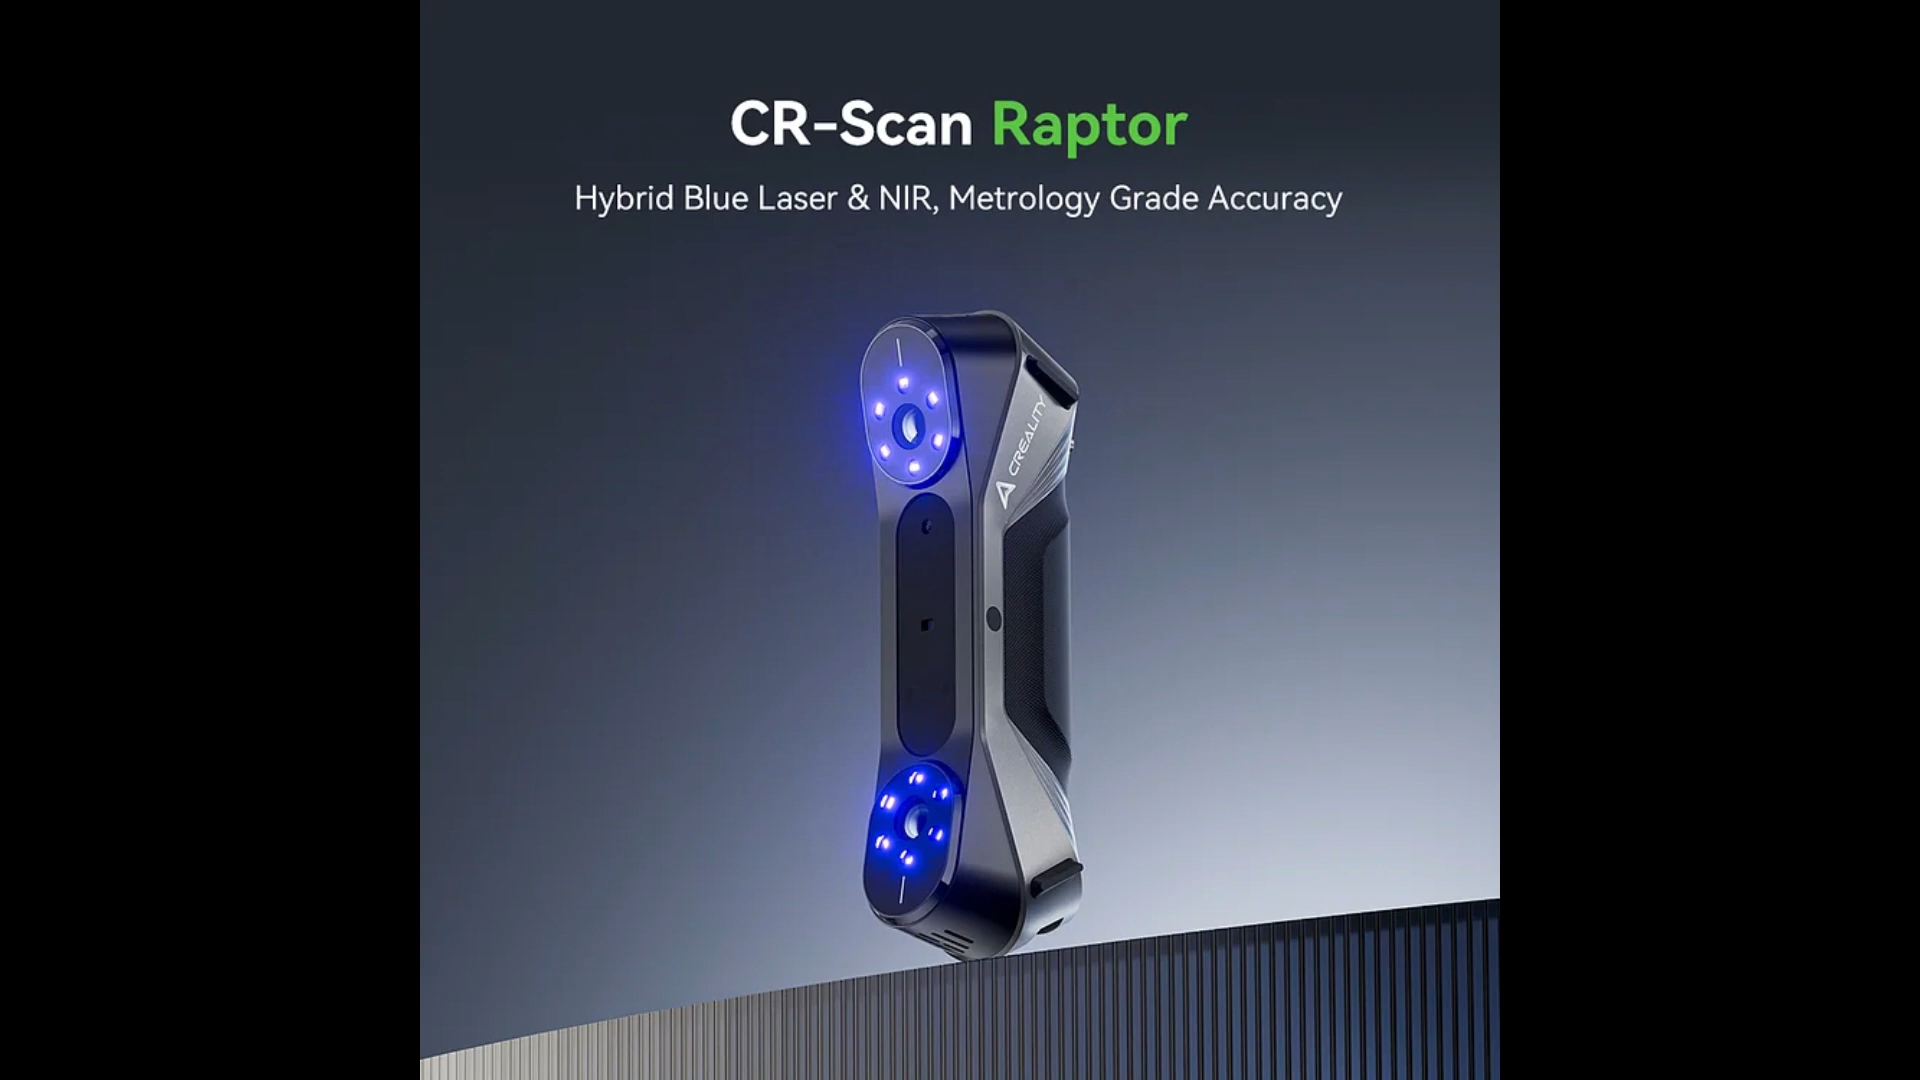 CR-Scan Raptor
Hybrid Blue Laser & NIR, Metrology Grade Accuracy
CREALITY